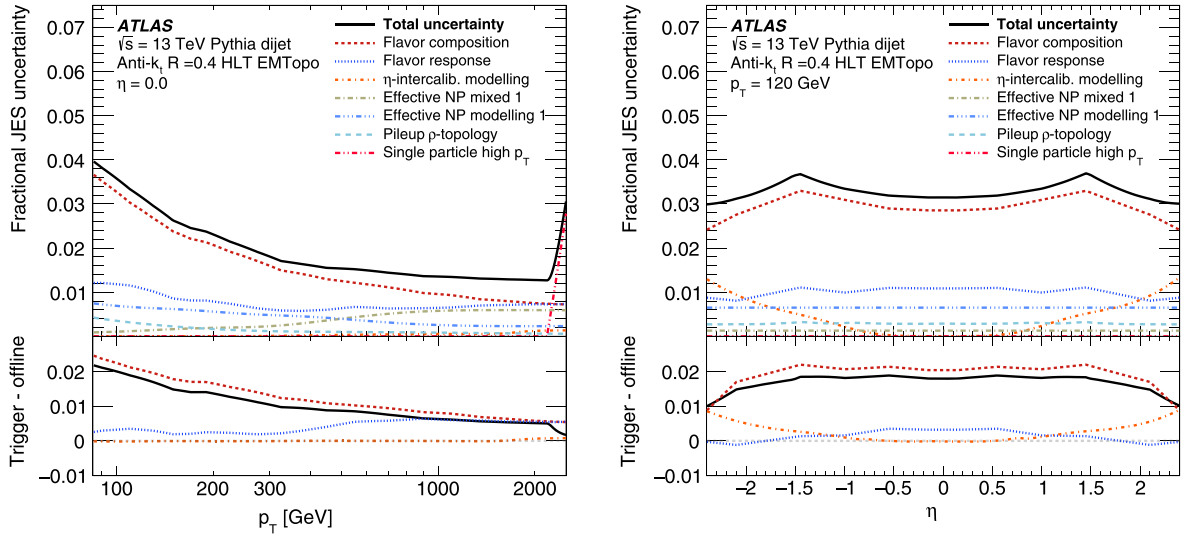 ATLAS
√s = 13 TeV Pythia dijet
Anti-k_t R =0.4 HLT EMTopo
η = 0.0
Total uncertainty
Flavor composition
Flavor response
η-intercalib. modelling
Effective NP mixed 1
Effective NP modelling 1
Pileup ρ-topology
Single particle high p_T
Fractional JES uncertainty
0.07
0.06
0.05
0.04
0.03
0.02
0.01
Trigger - offline
0.02
0.01
0
−0.01
100
200
300
1000
2000
p_T [GeV]
ATLAS
√s = 13 TeV Pythia dijet
Anti-k_t R =0.4 HLT EMTopo
p_T = 120 GeV
Total uncertainty
Flavor composition
Flavor response
η-intercalib. modelling
Effective NP mixed 1
Effective NP modelling 1
Pileup ρ-topology
Single particle high p_T
Fractional JES uncertainty
0.07
0.06
0.05
0.04
0.03
0.02
0.01
Trigger - offline
0.02
0.01
0
−0.01
−2
−1.5
−1
−0.5
0
0.5
1
1.5
2
η